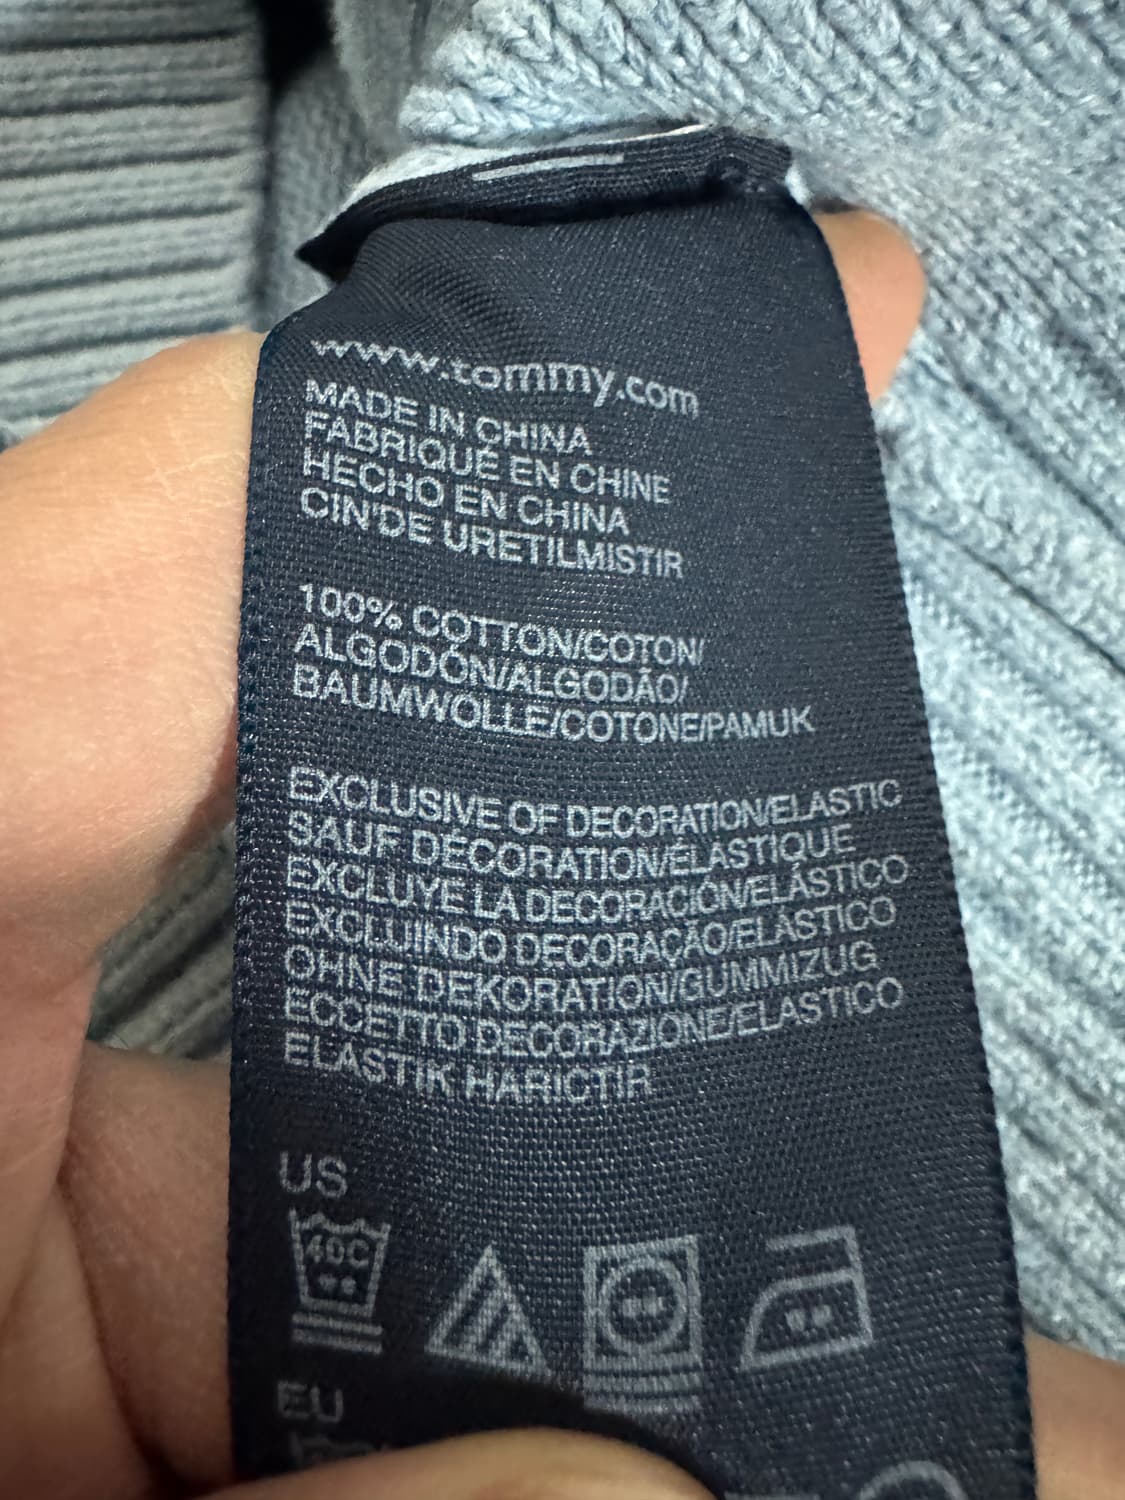 www.tommy.com
MADE IN CHINA
FABRIQUÉ EN CHINE
HECHO EN CHINA
CIN'DE URETILMISTIR
100% COTTON/COTON/
ALGODÓN/ALGODÃO/
BAUMWOLLE/COTONE/PAMUK
EXCLUSIVE OF DECORATION/ELASTIC
SAUF DÉCORATION/ÉLASTIQUE
EXCLUYE LA DECORACIÓN/ELÁSTICO
EXCLUINDO DECORAÇÃO/ELÁSTICO
OHNE DEKORATION/GUMMIZUG
ECCETTO DECORAZIONE/ELASTICO
ELASTIK HARICTIR
US
40C
EU